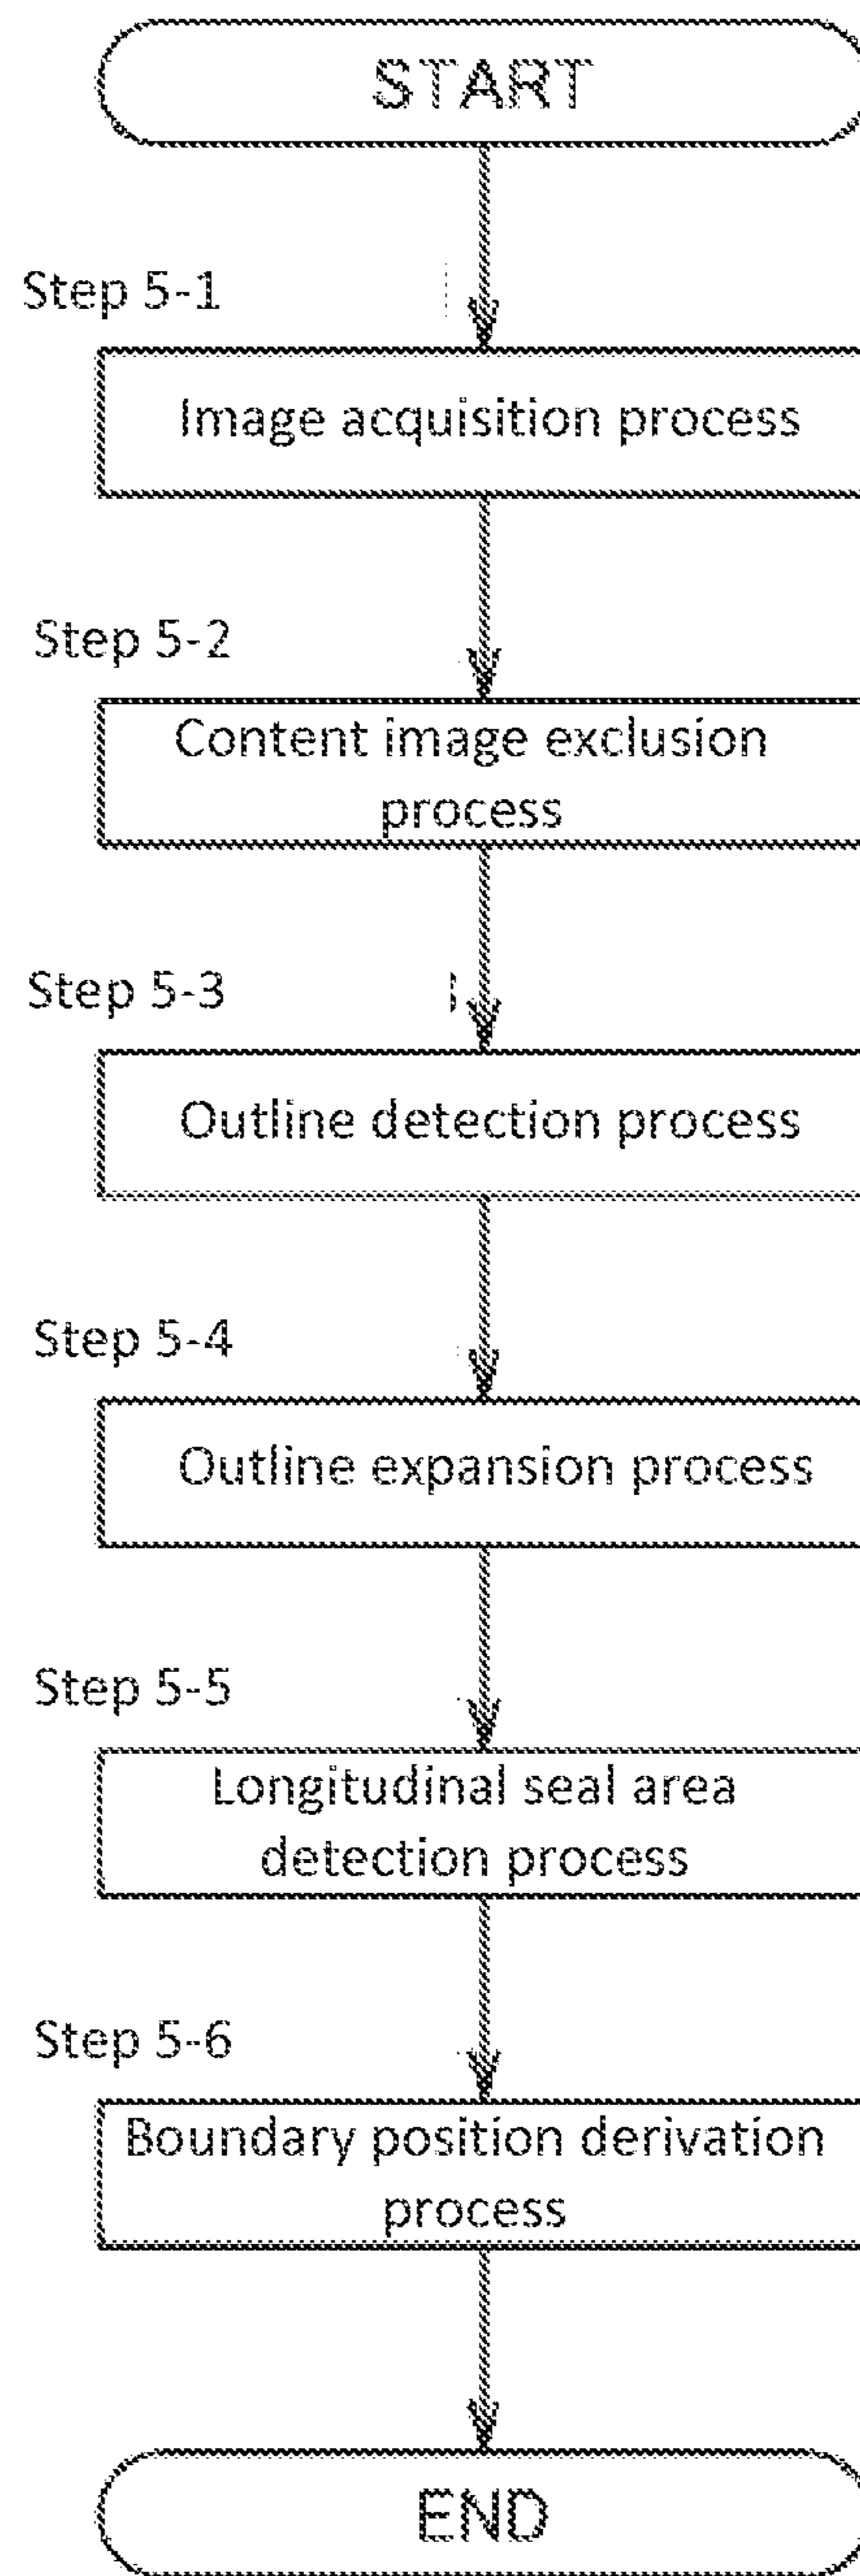 START
Step 5-1
Image acquisition process
Step 5-2
Content image exclusion
process
Step 5-3
Outline detection process
Step 5-4
Outline expansion process
Step 5-5
Longitudinal seal area
detection process
Step 5-6
Boundary position derivation
process
END